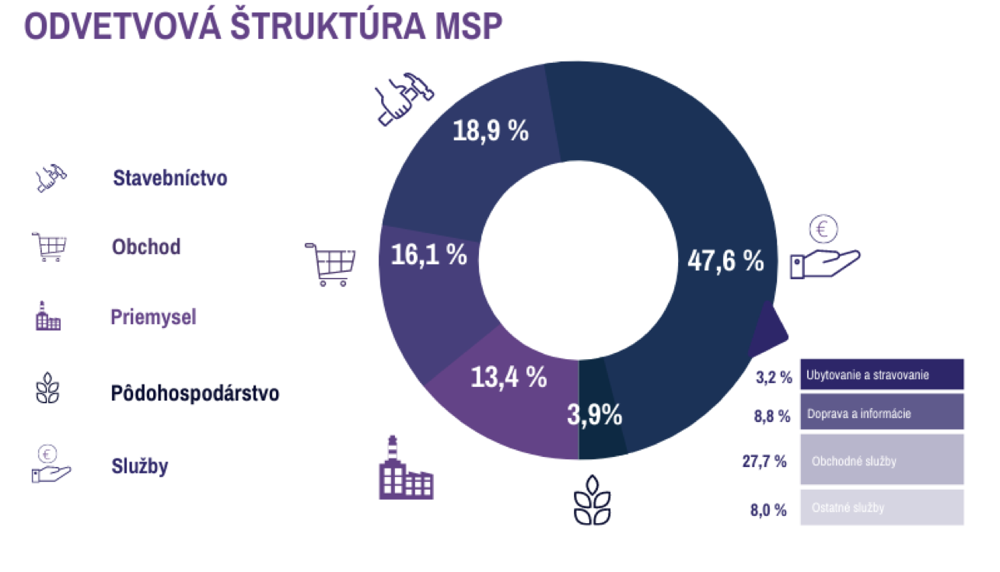 ODVETVOVÁ ŠTRUKTÚRA MSP
Stavebníctvo
Obchod
Priemysel
Pôdohospodárstvo
€
Služby
18,9 %
16,1 %
13,4 %
3,9%
47,6 %
€
3,2 % Ubytovanie a stravovanie
8,8 % Doprava a informácie
27,7 % Obchodné služby
8,0 % Ostatné služby